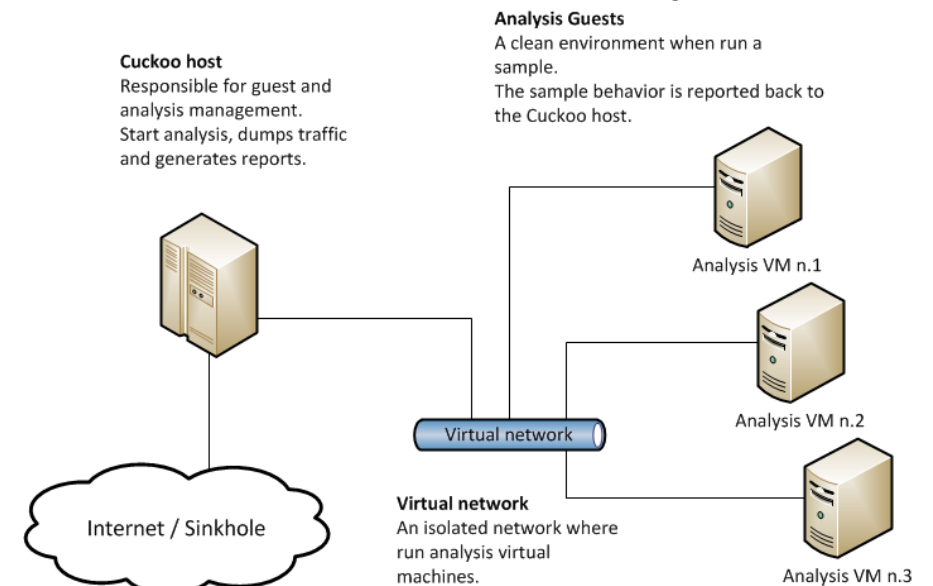 Analysis Guests
A clean environment when run a
sample.
The sample behavior is reported back to
the Cuckoo host.
Cuckoo host
Responsible for guest and
analysis management.
Start analysis, dumps traffic
and generates reports.
Analysis VM n.1
Analysis VM n.2
Virtual network
Internet / Sinkhole
Virtual network
An isolated network where
run analysis virtual
machines.
Analysis VM n.3